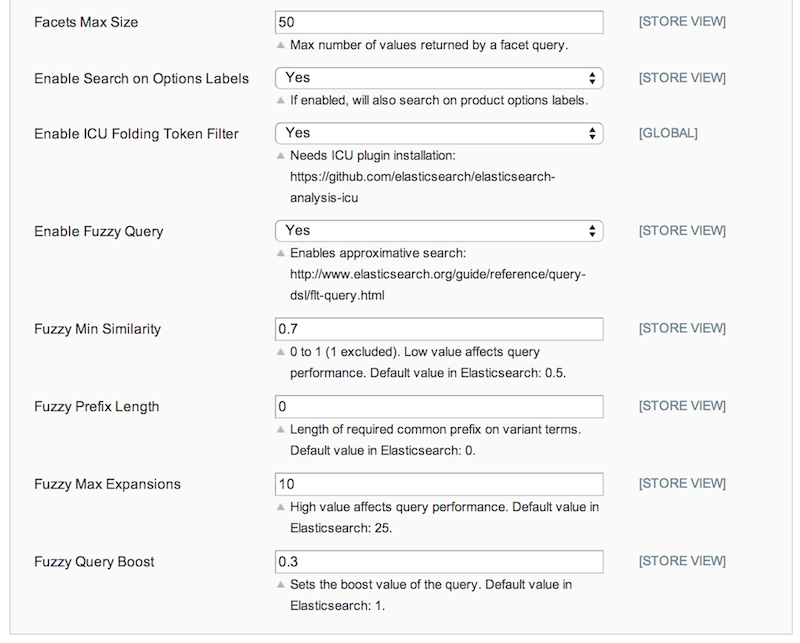 Facets Max Size 50 [STORE VIEW]
Max number of values returned by a facet query.
Enable Search on Options Labels Yes [STORE VIEW]
If enabled, will also search on product options labels.
Enable ICU Folding Token Filter Yes [GLOBAL]
Needs ICU plugin installation:
https://github.com/elasticsearch/elasticsearch-
analysis-icu
Enable Fuzzy Query Yes [STORE VIEW]
Enables approximative search:
http://www.elasticsearch.org/guide/reference/query-
dsl/flt-query.html
Fuzzy Min Similarity 0.7 [STORE VIEW]
0 to 1 (1 excluded). Low value affects query
performance. Default value in Elasticsearch: 0.5.
Fuzzy Prefix Length 0 [STORE VIEW]
Length of required common prefix on variant terms.
Default value in Elasticsearch: 0.
Fuzzy Max Expansions 10 [STORE VIEW]
High value affects query performance. Default value in
Elasticsearch: 25.
Fuzzy Query Boost 0.3 [STORE VIEW]
Sets the boost value of the query. Default value in
Elasticsearch: 1.